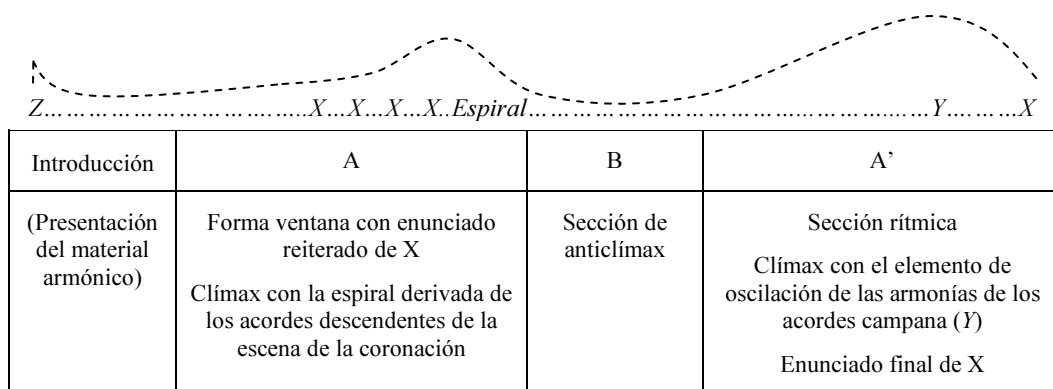 Z……………………….…..X…X…X…X..Espiral………………………………………………....…Y….……X
Introducción
A
B
A’
(Presentación
del material
armónico)
Forma ventana con enunciado
reiterado de X
Clímax con la espiral derivada de
los acordes descendentes de la
escena de la coronación
Sección de
anticlímax
Sección rítmica
Clímax con el elemento de
oscilación de las armonías de los
acordes campana (Y)
Enunciado final de X